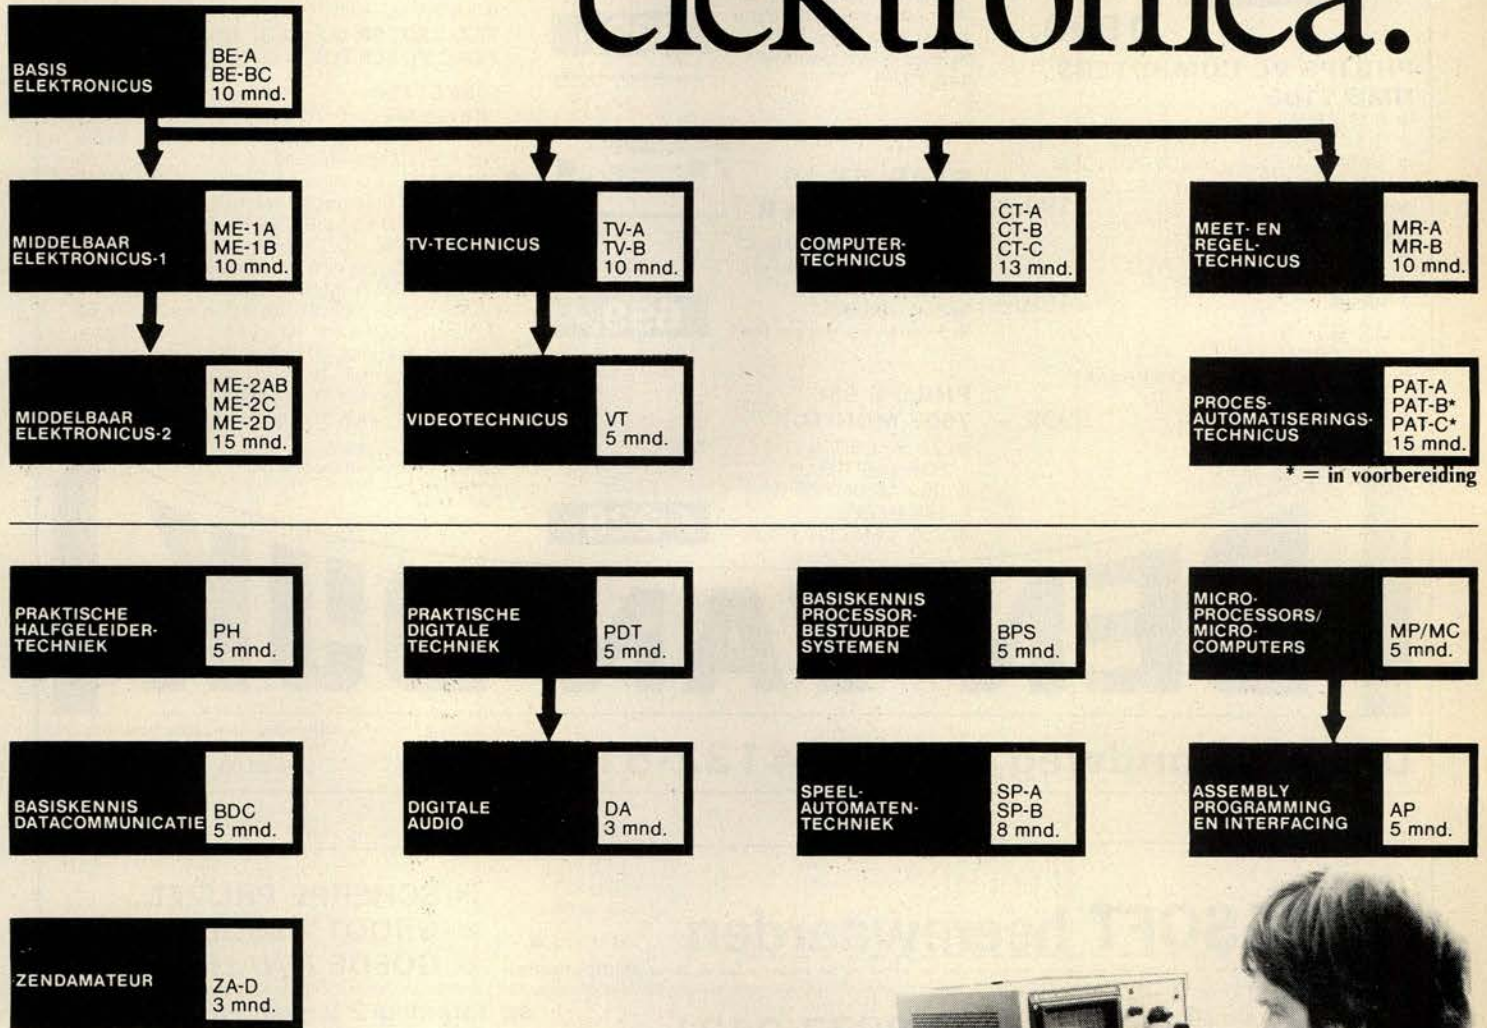 elektronica.
BASIS
ELEKTRONICUS
BE-A
BE-BC
10 mnd.
MIDDELBAAR
ELEKTRONICUS-1
ME-1A
ME-1B
10 mnd.
TV-TECHNICUS
TV-A
TV-B
10 mnd.
COMPUTER-
TECHNICUS
CT-A
CT-B
CT-C
13 mnd.
MEET- EN
REGEL-
TECHNICUS
MR-A
MR-B
10 mnd.
MIDDELBAAR
ELEKTRONICUS-2
ME-2AB
ME-2C
ME-2D
15 mnd.
VIDEOTECHNICUS
VT
5 mnd.
PROCES-
AUTOMATISERINGS-
TECHNICUS
PAT-A
PAT-B*
PAT-C*
15 mnd.
* = in voorbereiding
PRAKTISCHE
HALFGELEIDER-
TECHNIEK
PH
5 mnd.
PRAKTISCHE
DIGITALE
TECHNIEK
PDT
5 mnd.
BASISKENNIS
PROCESSOR-
BESTUURDE
SYSTEMEN
BPS
5 mnd.
MICRO-
PROCESSORS/
MICRO-
COMPUTERS
MP/MC
5 mnd.
BASISKENNIS
DATACOMMUNICATIE
BDC
5 mnd.
DIGITALE
AUDIO
DA
3 mnd.
SPEEL-
AUTOMATEN-
TECHNIEK
SP-A
SP-B
8 mnd.
ASSEMBLY
PROGRAMMING
EN INTERFACING
AP
5 mnd.
ZENDAMATEUR
ZA-D
3 mnd.